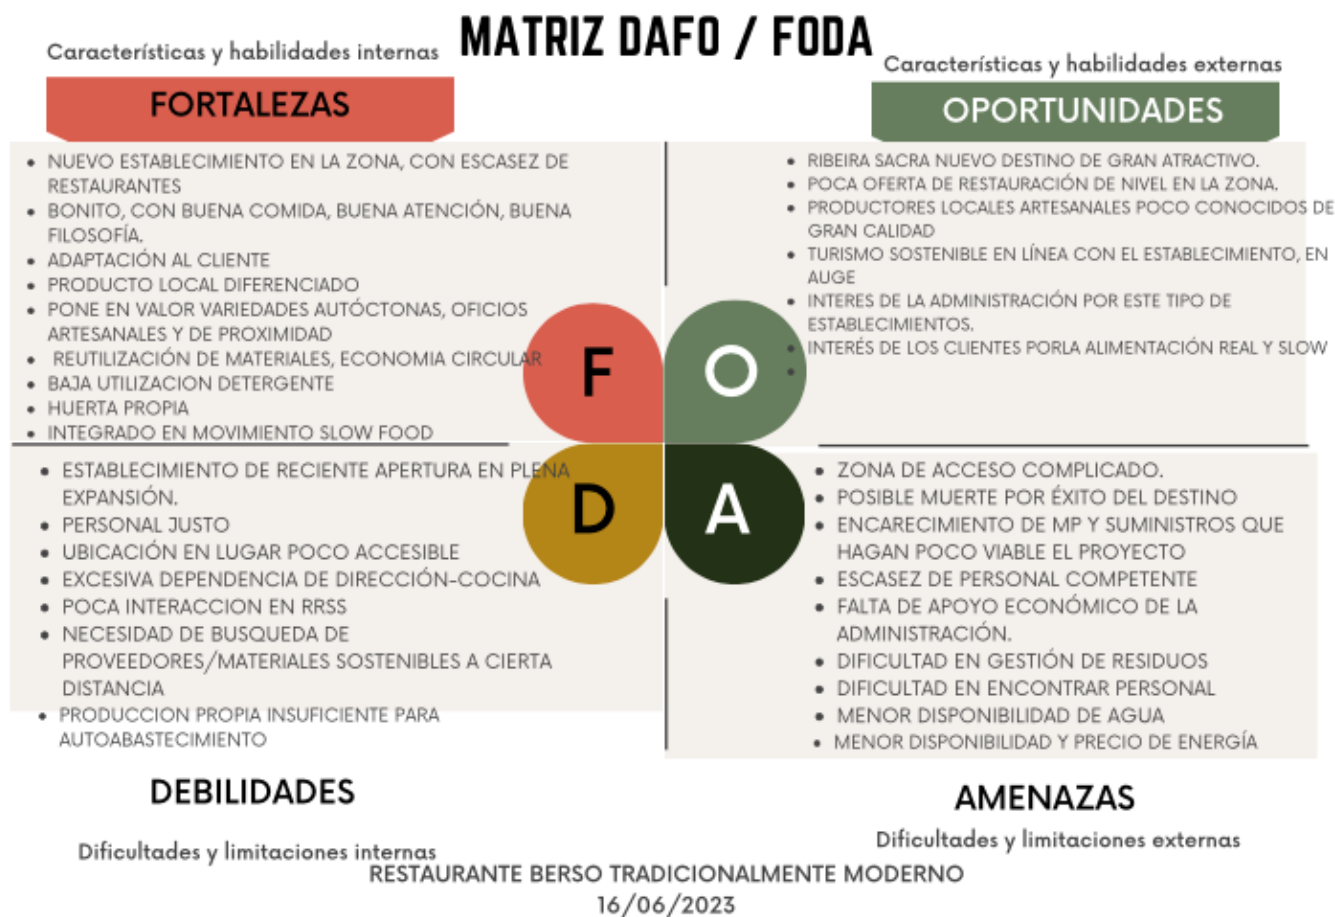 MATRIZ DAFO / FODA
Características y habilidades internas
FORTALEZAS
• NUEVO ESTABLECIMIENTO EN LA ZONA, CON ESCASEZ DE
RESTAURANTES
• BONITO, CON BUENA COMIDA, BUENA ATENCIÓN, BUENA
FILOSOFÍA.
• ADAPTACIÓN AL CLIENTE
• PRODUCTO LOCAL DIFERENCIADO
• PONE EN VALOR VARIEDADES AUTÓCTONAS, OFICIOS
ARTESANALES Y DE PROXIMIDAD
• REUTILIZACIÓN DE MATERIALES, ECONOMIA CIRCULAR
• BAJA UTILIZACION DETERGENTE
• HUERTA PROPIA
• INTEGRADO EN MOVIMIENTO SLOW FOOD
Características y habilidades externas
OPORTUNIDADES
• RIBEIRA SACRA NUEVO DESTINO DE GRAN ATRACTIVO.
• POCA OFERTA DE RESTAURACIÓN DE NIVEL EN LA ZONA.
• PRODUCTORES LOCALES ARTESANALES POCO CONOCIDOS DE
GRAN CALIDAD
• TURISMO SOSTENIBLE EN LÍNEA CON EL ESTABLECIMIENTO, EN
AUGE
• INTERES DE LA ADMINISTRACIÓN POR ESTE TIPO DE
ESTABLECIMIENTOS.
• INTERÉS DE LOS CLIENTES PORLA ALIMENTACIÓN REAL Y SLOW
•
F
O
D
A
• ESTABLECIMIENTO DE RECIENTE APERTURA EN PLENA
EXPANSIÓN.
• PERSONAL JUSTO
• UBICACIÓN EN LUGAR POCO ACCESIBLE
• EXCESIVA DEPENDENCIA DE DIRECCIÓN-COCINA
• POCA INTERACCION EN RRSS
• NECESIDAD DE BUSQUEDA DE
PROVEEDORES/MATERIALES SOSTENIBLES A CIERTA
DISTANCIA
• PRODUCCION PROPIA INSUFICIENTE PARA
AUTOABASTECIMIENTO
DEBILIDADES
Dificultades y limitaciones internas
• ZONA DE ACCESO COMPLICADO.
• POSIBLE MUERTE POR ÉXITO DEL DESTINO
• ENCARECIMIENTO DE MP Y SUMINISTROS QUE
HAGAN POCO VIABLE EL PROYECTO
• ESCASEZ DE PERSONAL COMPETENTE
• FALTA DE APOYO ECONÓMICO DE LA
ADMINISTRACIÓN.
• DIFICULTAD EN GESTIÓN DE RESIDUOS
• DIFICULTAD EN ENCONTRAR PERSONAL
• MENOR DISPONIBILIDAD DE AGUA
• MENOR DISPONIBILIDAD Y PRECIO DE ENERGÍA
AMENAZAS
Dificultades y limitaciones externas
RESTAURANTE BERSO TRADICIONALMENTE MODERNO
16/06/2023